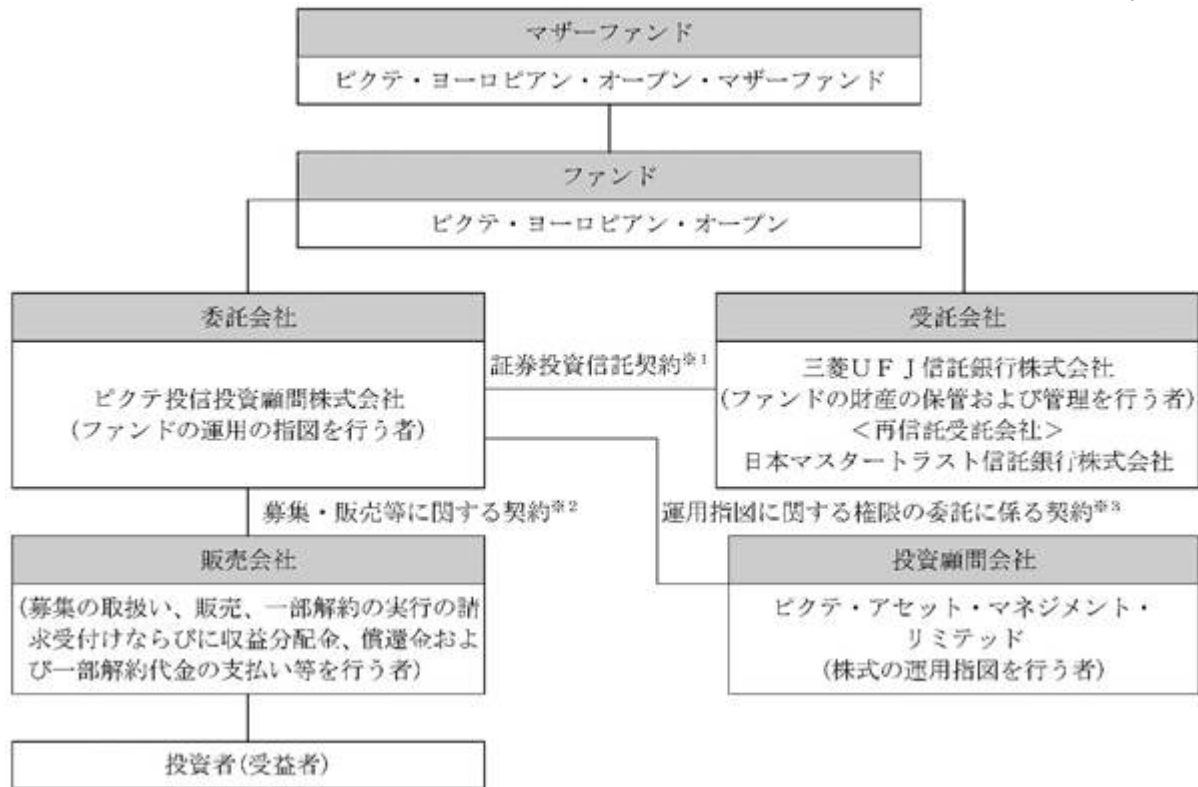 マザーファンド
ピクテ・ヨーロピアン・オープン・マザーファンド
ファンド
ピクテ・ヨーロピアン・オープン
委託会社
ピクテ投信投資顧問株式会社
(ファンドの運用の指図を行う者)
証券投資信託契約※1
受託会社
三菱UFJ信託銀行株式会社
(ファンドの財産の保管および管理を行う者)
<再信託受託会社>
日本マスタートラスト信託銀行株式会社
募集・販売等に関する契約※2
運用指図に関する権限の委託に係る契約※3
販売会社
(募集の取扱い、販売、一部解約の実行の請
求受付けならびに収益分配金、償還金およ
び一部解約代金の支払い等を行う者)
投資顧問会社
ピクテ・アセット・マネジメント・
リミテッド
(株式の運用指図を行う者)
投資者(受益者)